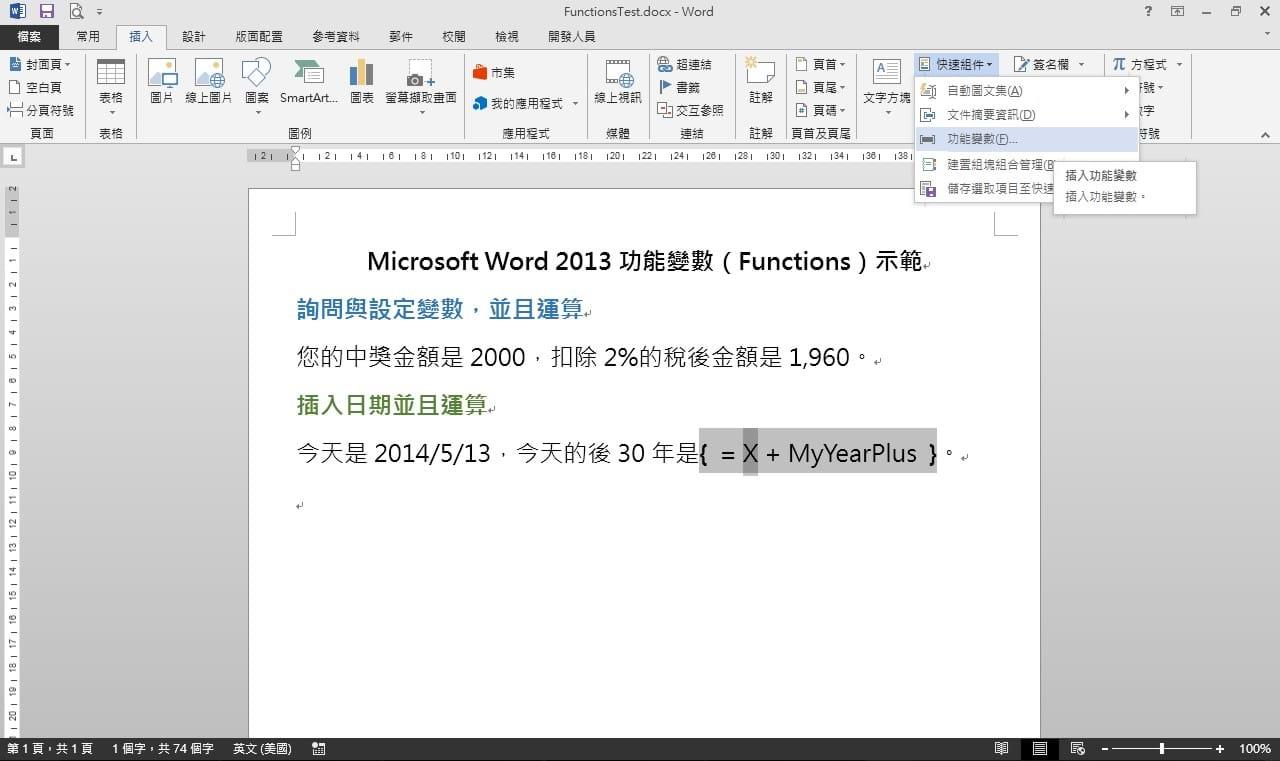 FunctionsTest.docx - Word
檔案 常用 插入 設計 版面配置 參考資料 郵件 校閱 檢視 開發人員
封面頁
空白頁
分頁符號
頁面
表格
表格
圖片 線上圖片 圖案 SmartArt... 圖表 螢幕擷取畫面
圖例
市集
我的應用程式
應用程式
線上視訊
媒體
超連結
書籤
交互參照
連結
註解
註解
頁首
頁尾
頁碼
頁首及頁尾
文字方塊
快速組件
簽名欄
方程式
自動圖文集(A)
文件摘要資訊(D)
功能變數(F)...
建置組塊組合管理(B
儲存選取項目至快速
插入功能變數
插入功能變數。
Microsoft Word 2013 功能變數(Functions)示範
詢問與設定變數,並且運算
您的中獎金額是 2000,扣除 2%的稅後金額是 1,960。
插入日期並且運算
今天是 2014/5/13,今天的後 30 年是{ = X + MyYearPlus }。
第 1 頁,共 1 頁 1 個字,共 74 個字 英文 (美國) 100%